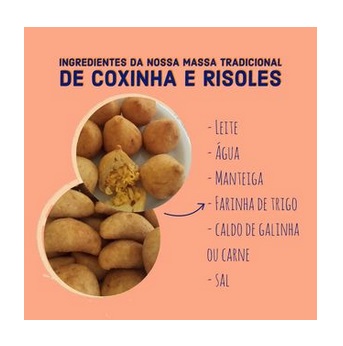 INGREDIENTES DA NOSSA MASSA TRADICIONAL
DE COXINHA E RISOLES
- LEITE
- ÁGUA
- MANTEIGA
- FARINHA DE TRIGO
- CALDO DE GALINHA
OU CARNE
- SAL